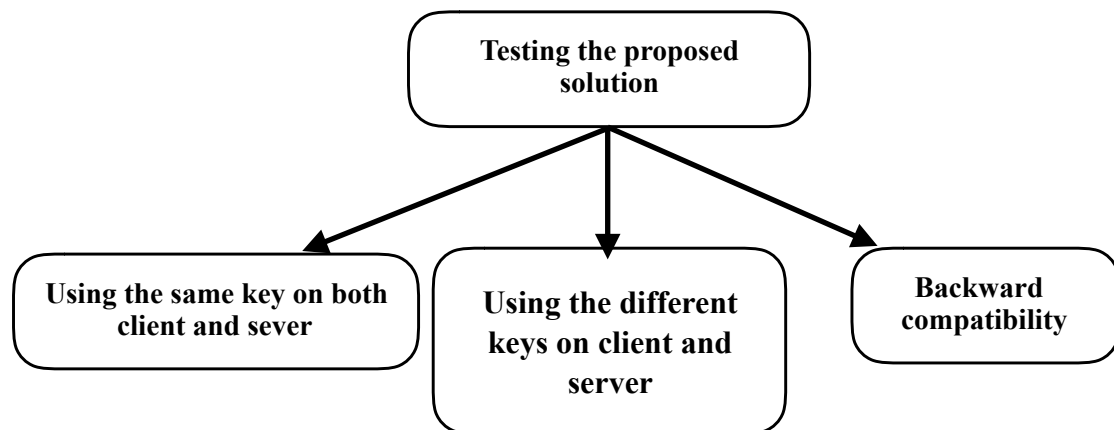 Testing the proposed
solution
Using the same key on both
client and sever
Using the different
keys on client and
server
Backward
compatibility